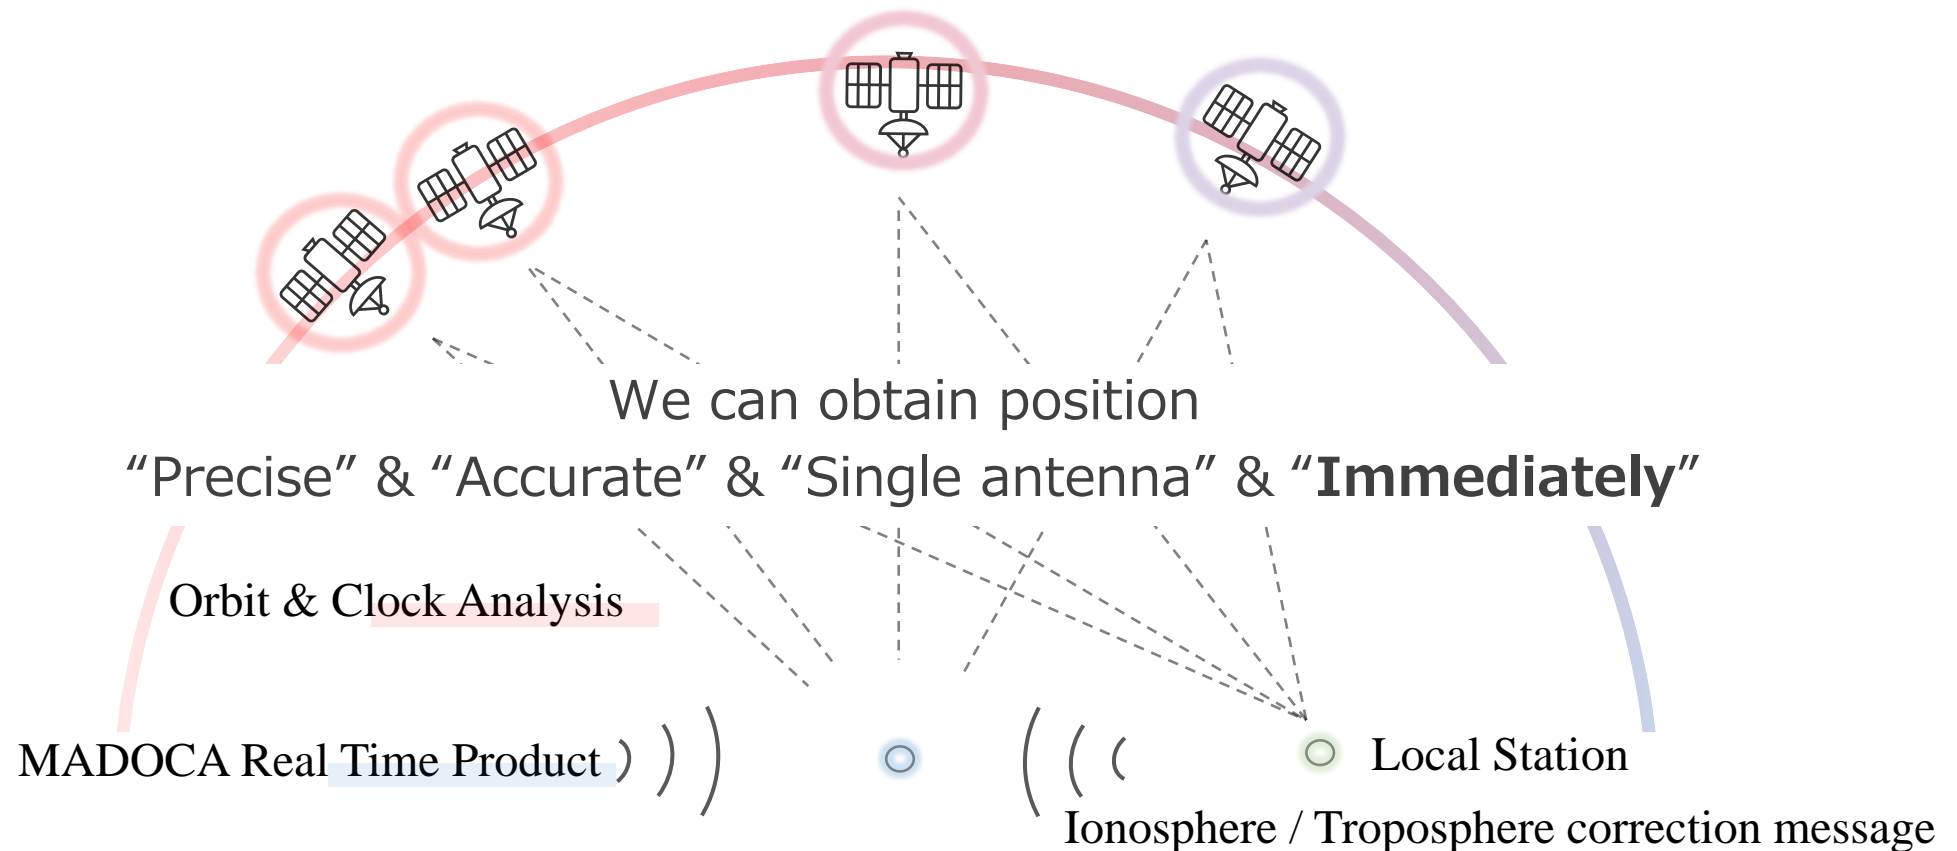 We can obtain position
“Precise” & “Accurate” & “Single antenna” & “Immediately”
Orbit & Clock Analysis
MADOCA Real Time Product
Local Station
Ionosphere / Troposphere correction message